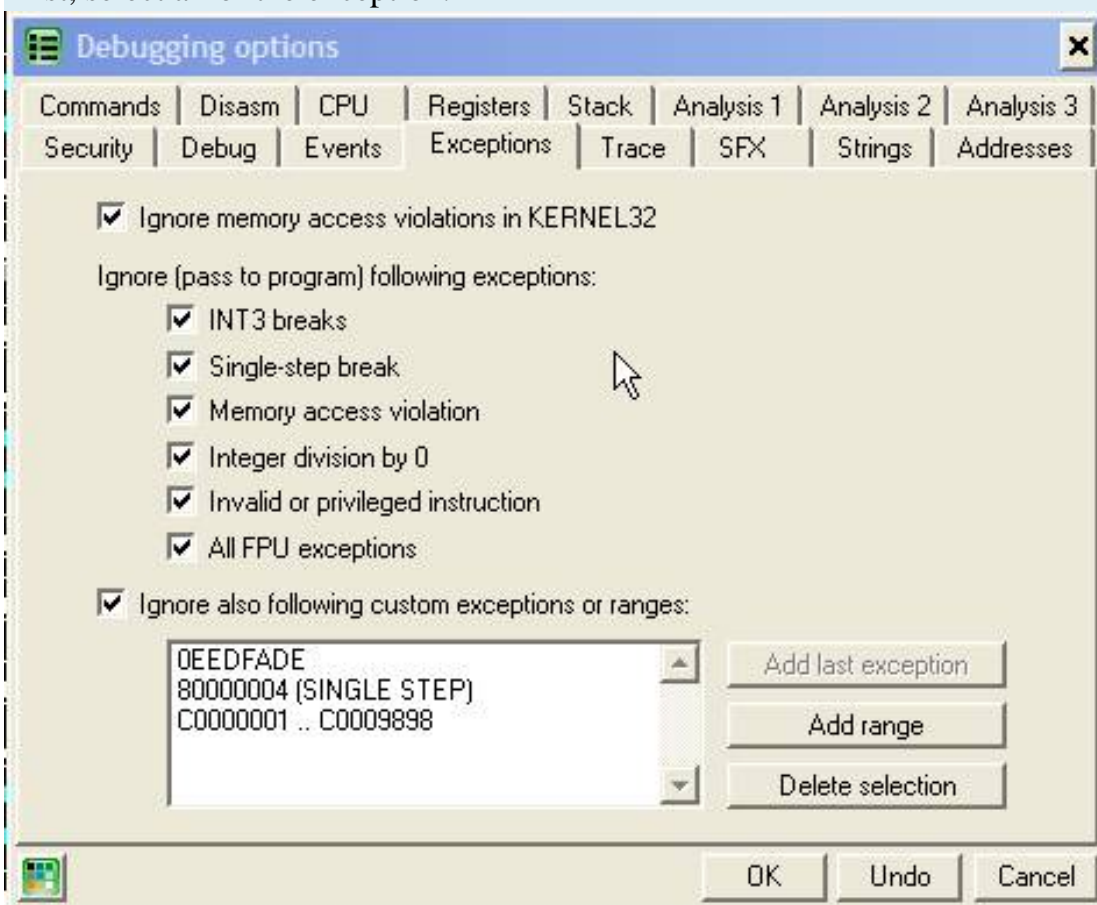 Debugging options
Commands Disasm CPU Registers Stack Analysis 1 Analysis 2 Analysis 3
Security Debug Events Exceptions Trace SFX Strings Addresses
Ignore memory access violations in KERNEL32
Ignore (pass to program) following exceptions:
INT3 breaks
Single-step break
Memory access violation
Integer division by 0
Invalid or privileged instruction
All FPU exceptions
Ignore also following custom exceptions or ranges:
0EEDFADE
80000004 (SINGLE STEP)
C0000001 .. C0009898
Add last exception
Add range
Delete selection
OK Undo Cancel